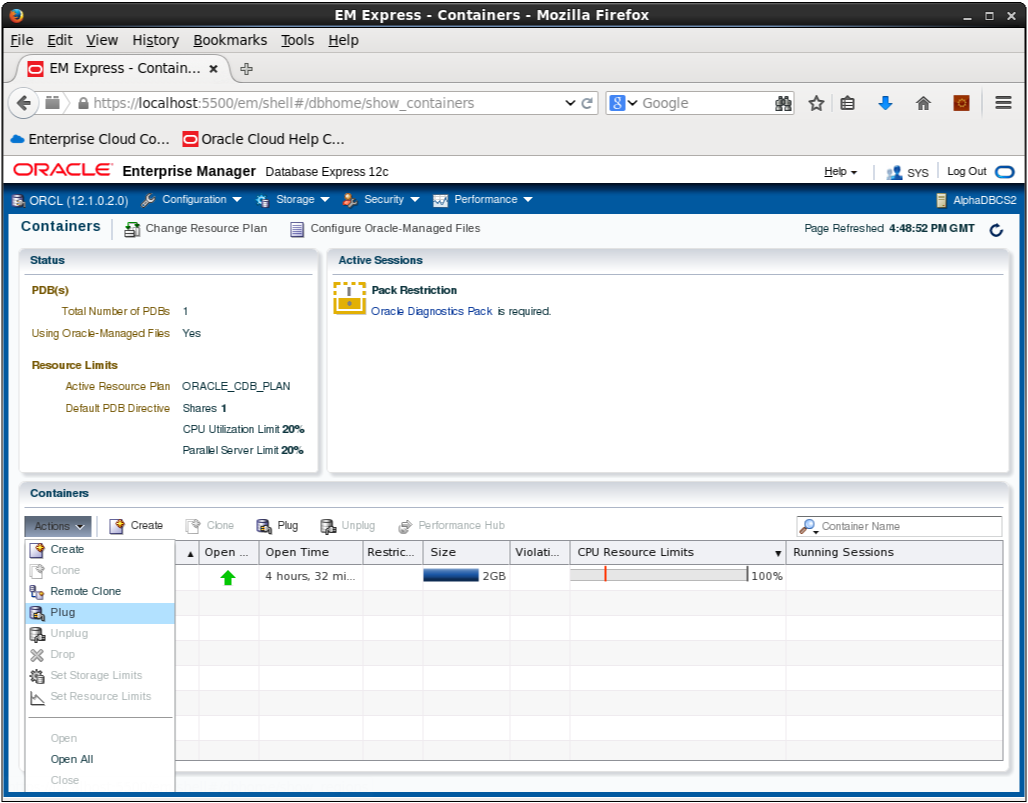 EM Express - Containers - Mozilla Firefox
File Edit View History Bookmarks Tools Help
EM Express - Contain...
https://localhost:5500/em/shell#/dbhome/show_containers
Google
Enterprise Cloud Co... Oracle Cloud Help C...
ORACLE Enterprise Manager Database Express 12c
Help SYS Log Out
ORCL (12.1.0.2.0) Configuration Storage Security Performance AlphaDBCS2
Containers Change Resource Plan Configure Oracle-Managed Files Page Refreshed 4:48:52 PM GMT
Status
PDB(s)
Total Number of PDBs 1
Using Oracle-Managed Files Yes
Resource Limits
Active Resource Plan ORACLE_CDB_PLAN
Default PDB Directive Shares 1
CPU Utilization Limit 20%
Parallel Server Limit 20%
Active Sessions
Pack Restriction
Oracle Diagnostics Pack is required.
Containers
Actions Create Clone Plug Unplug Performance Hub Container Name
Open ... Open Time Restric... Size Violati... CPU Resource Limits Running Sessions
4 hours, 32 mi... 2GB 100%
Create
Clone
Remote Clone
Plug
Unplug
Drop
Set Storage Limits
Set Resource Limits
Open
Open All
Close